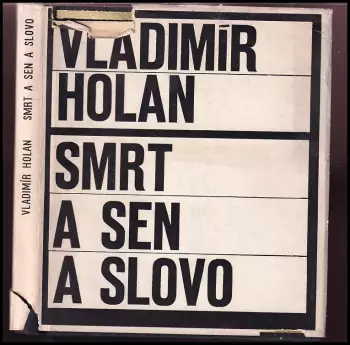 VLADIMÍR HOLAN SMRT A SEN A SLOVO
VLADIMÍR
HOLAN
SMRT
A SEN
A SLOVO